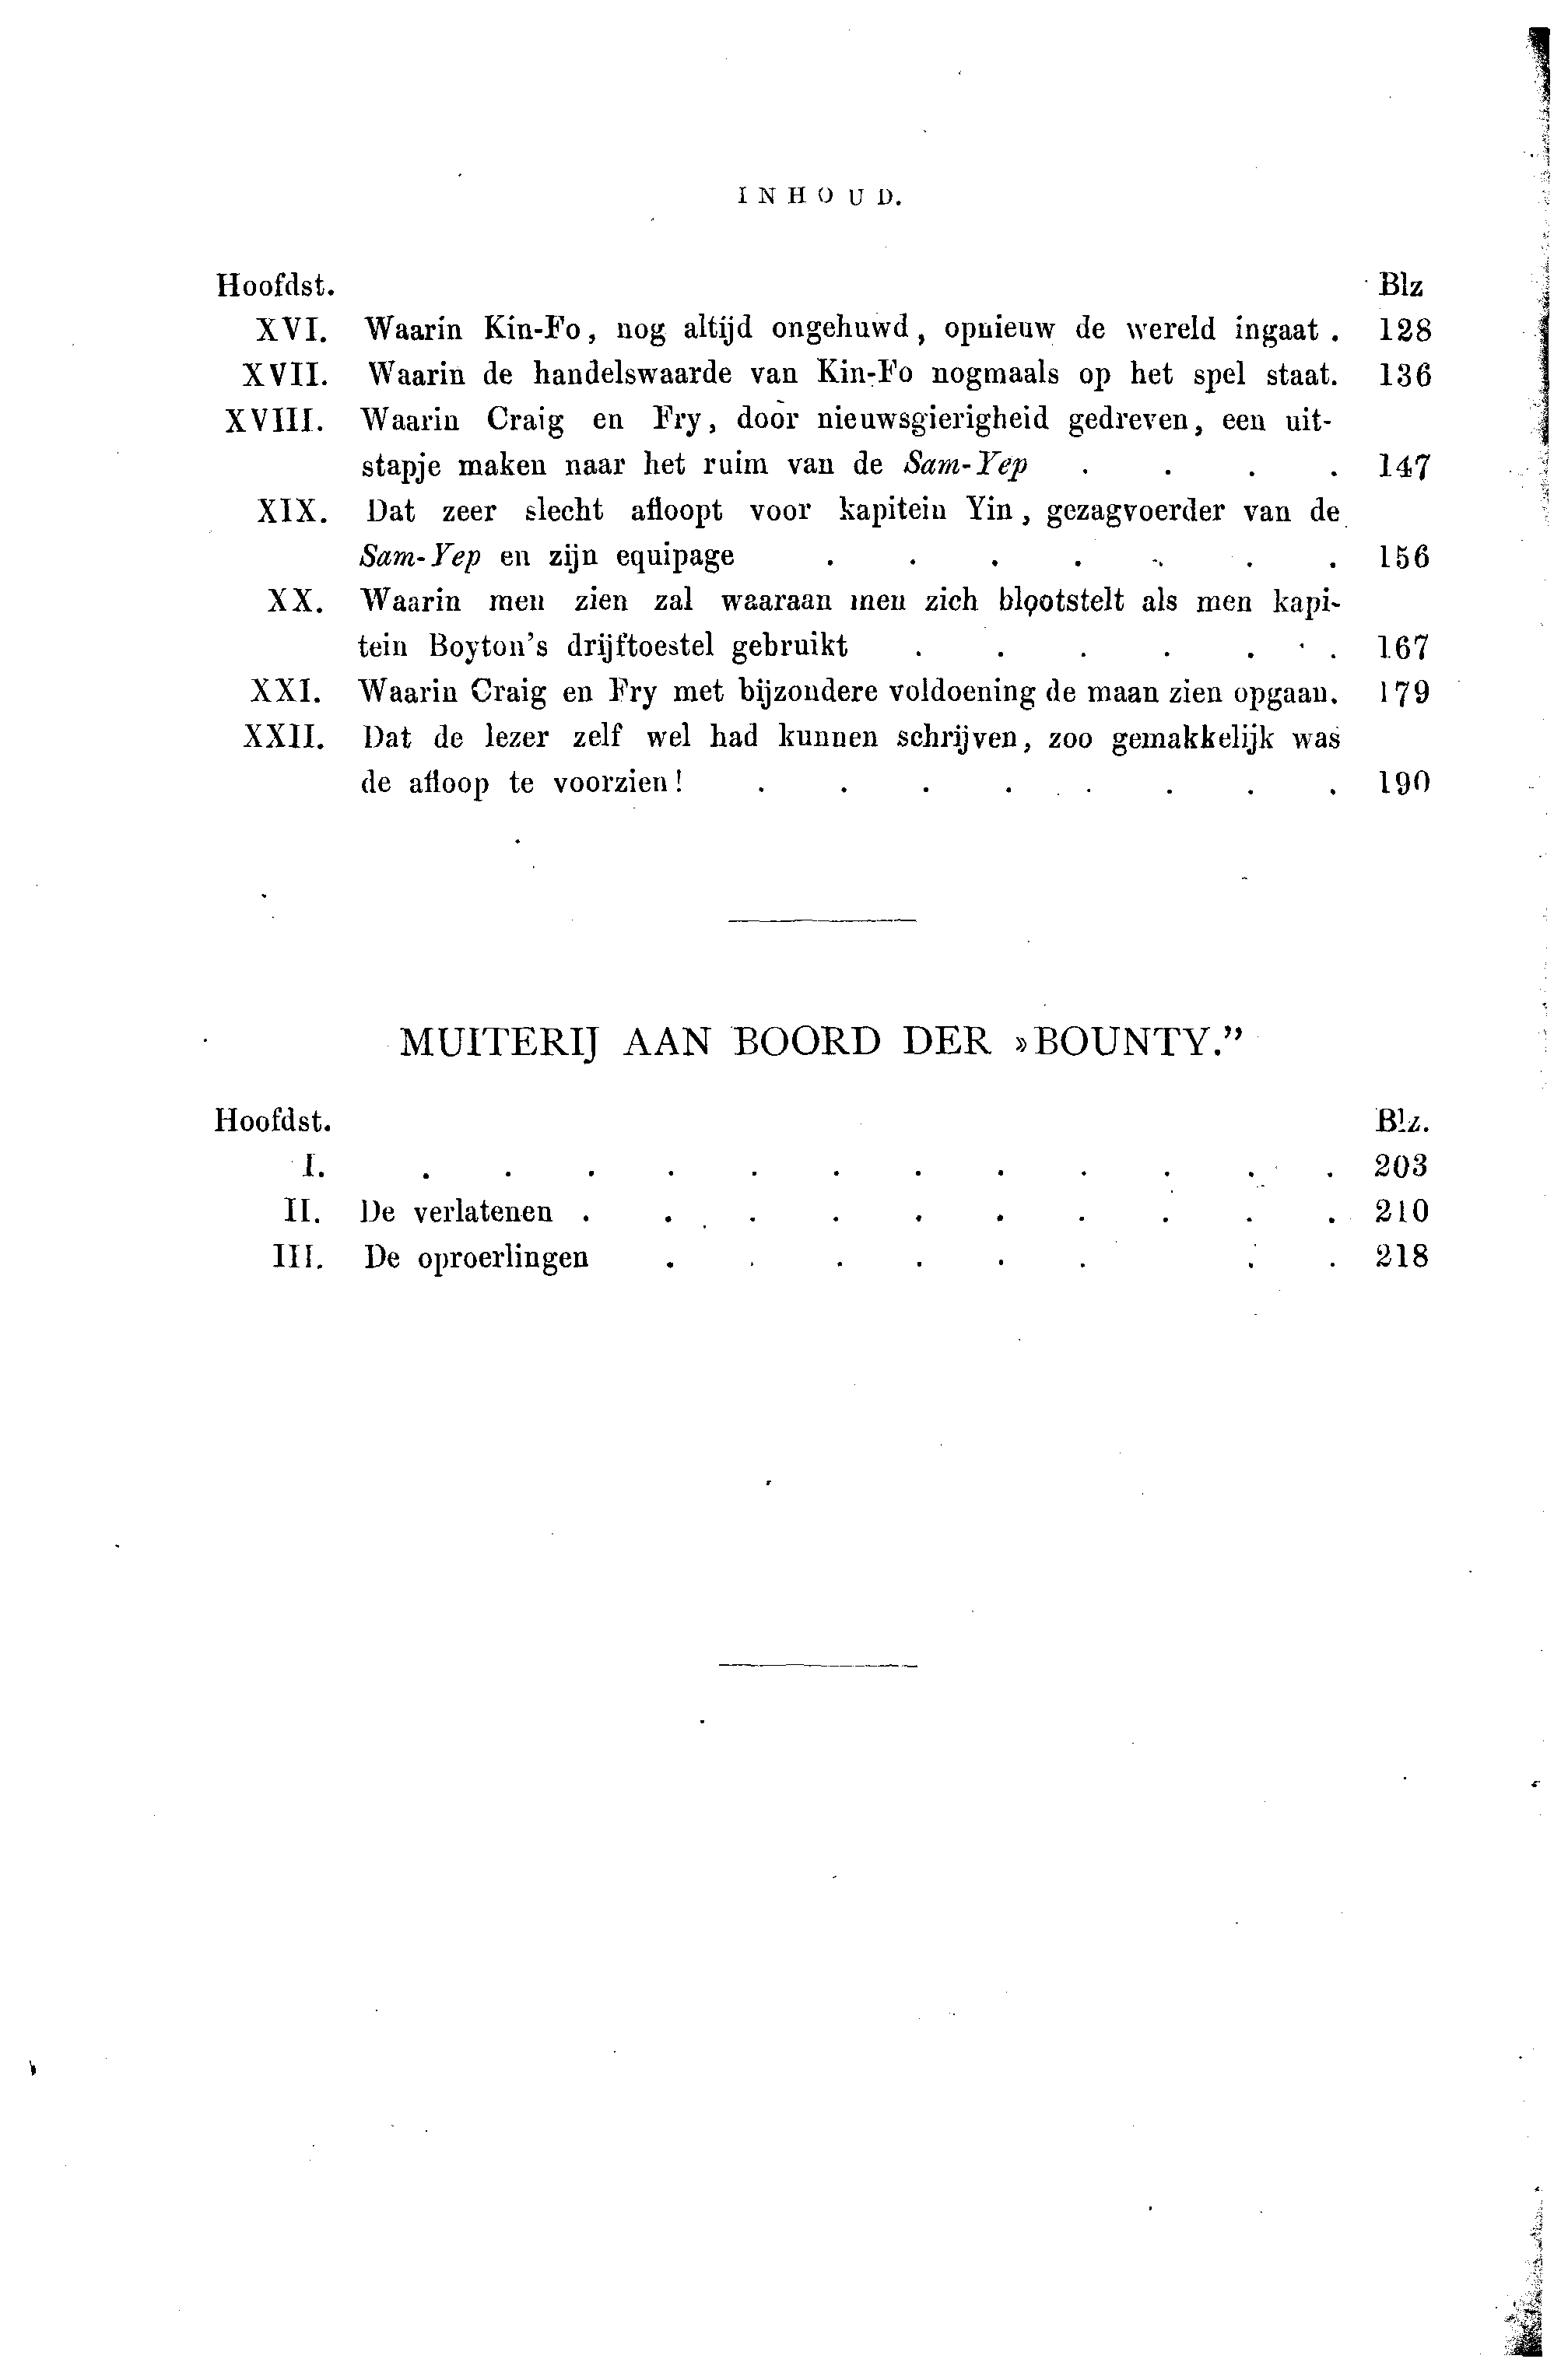 INHOUD.
Hoofdst. Blz
XVI. Waarin Kin-Fo, nog altijd ongehuwd, opnieuw de wereld ingaat . 128
XVII. Waarin de handelswaarde van Kin-Fo nogmaals op het spel staat. 136
XVIII. Waarin Craig en Fry, door nieuwsgierigheid gedreven, een uit-
stapje maken naar het ruim van de Sam-Yep . . . . 147
XIX. Dat zeer slecht afloopt voor kapitein Yin, gezagvoerder van de
Sam-Yep en zijn equipage . . . . . . . 156
XX. Waarin men zien zal waaraan men zich blootstelt als men kapi-
tein Boyton's drijftoestel gebruikt . . . . . . 167
XXI. Waarin Craig en Fry met bijzondere voldoening de maan zien opgaan. 179
XXII. Dat de lezer zelf wel had kunnen schrijven, zoo gemakkelijk was
de afloop te voorzien! . . . . . . . . 190
MUITERIJ AAN BOORD DER »BOUNTY.”
Hoofdst. Blz.
I. . . . . . . . . . . . . 203
II. De verlatenen . . . . . . . . . . 210
III. De oproerlingen . . . . . . . . 218